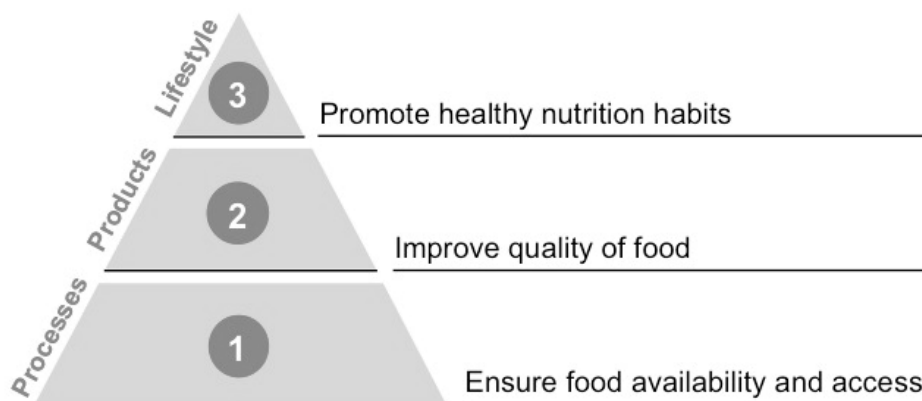 Lifestyle
3
Promote healthy nutrition habits
Products
2
Improve quality of food
Processes
1
Ensure food availability and access